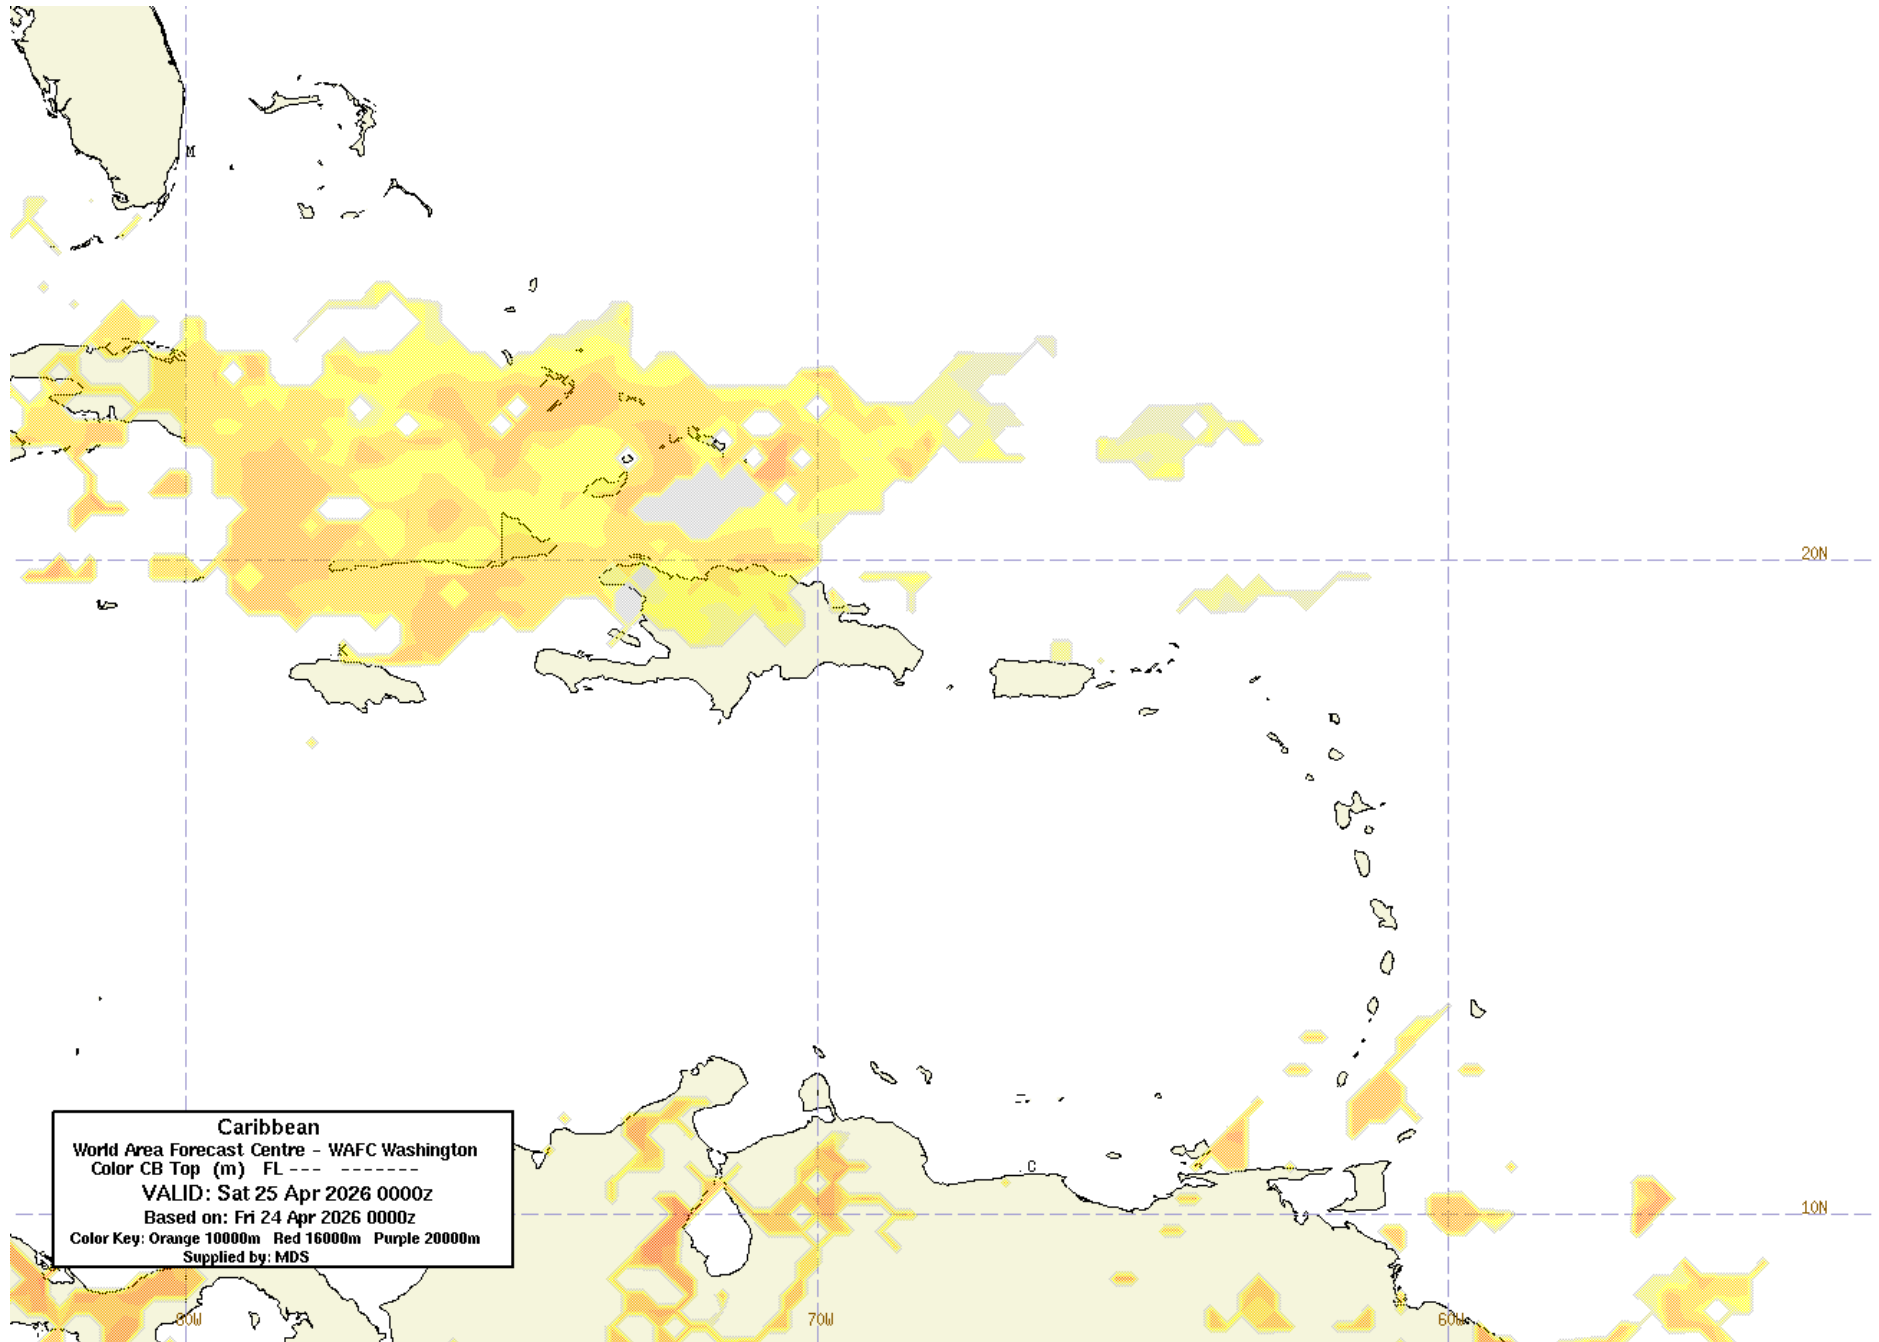 M
20N
K
C
Caribbean
World Area Forecast Centre - WAFC Washington
Color CB Top (m) FL --- -------
VALID: Sat 25 Apr 2026 0000z
Based on: Fri 24 Apr 2026 0000z
Color Key: Orange 10000m Red 16000m Purple 20000m
Supplied by: MDS
10N
80W
70W
60W